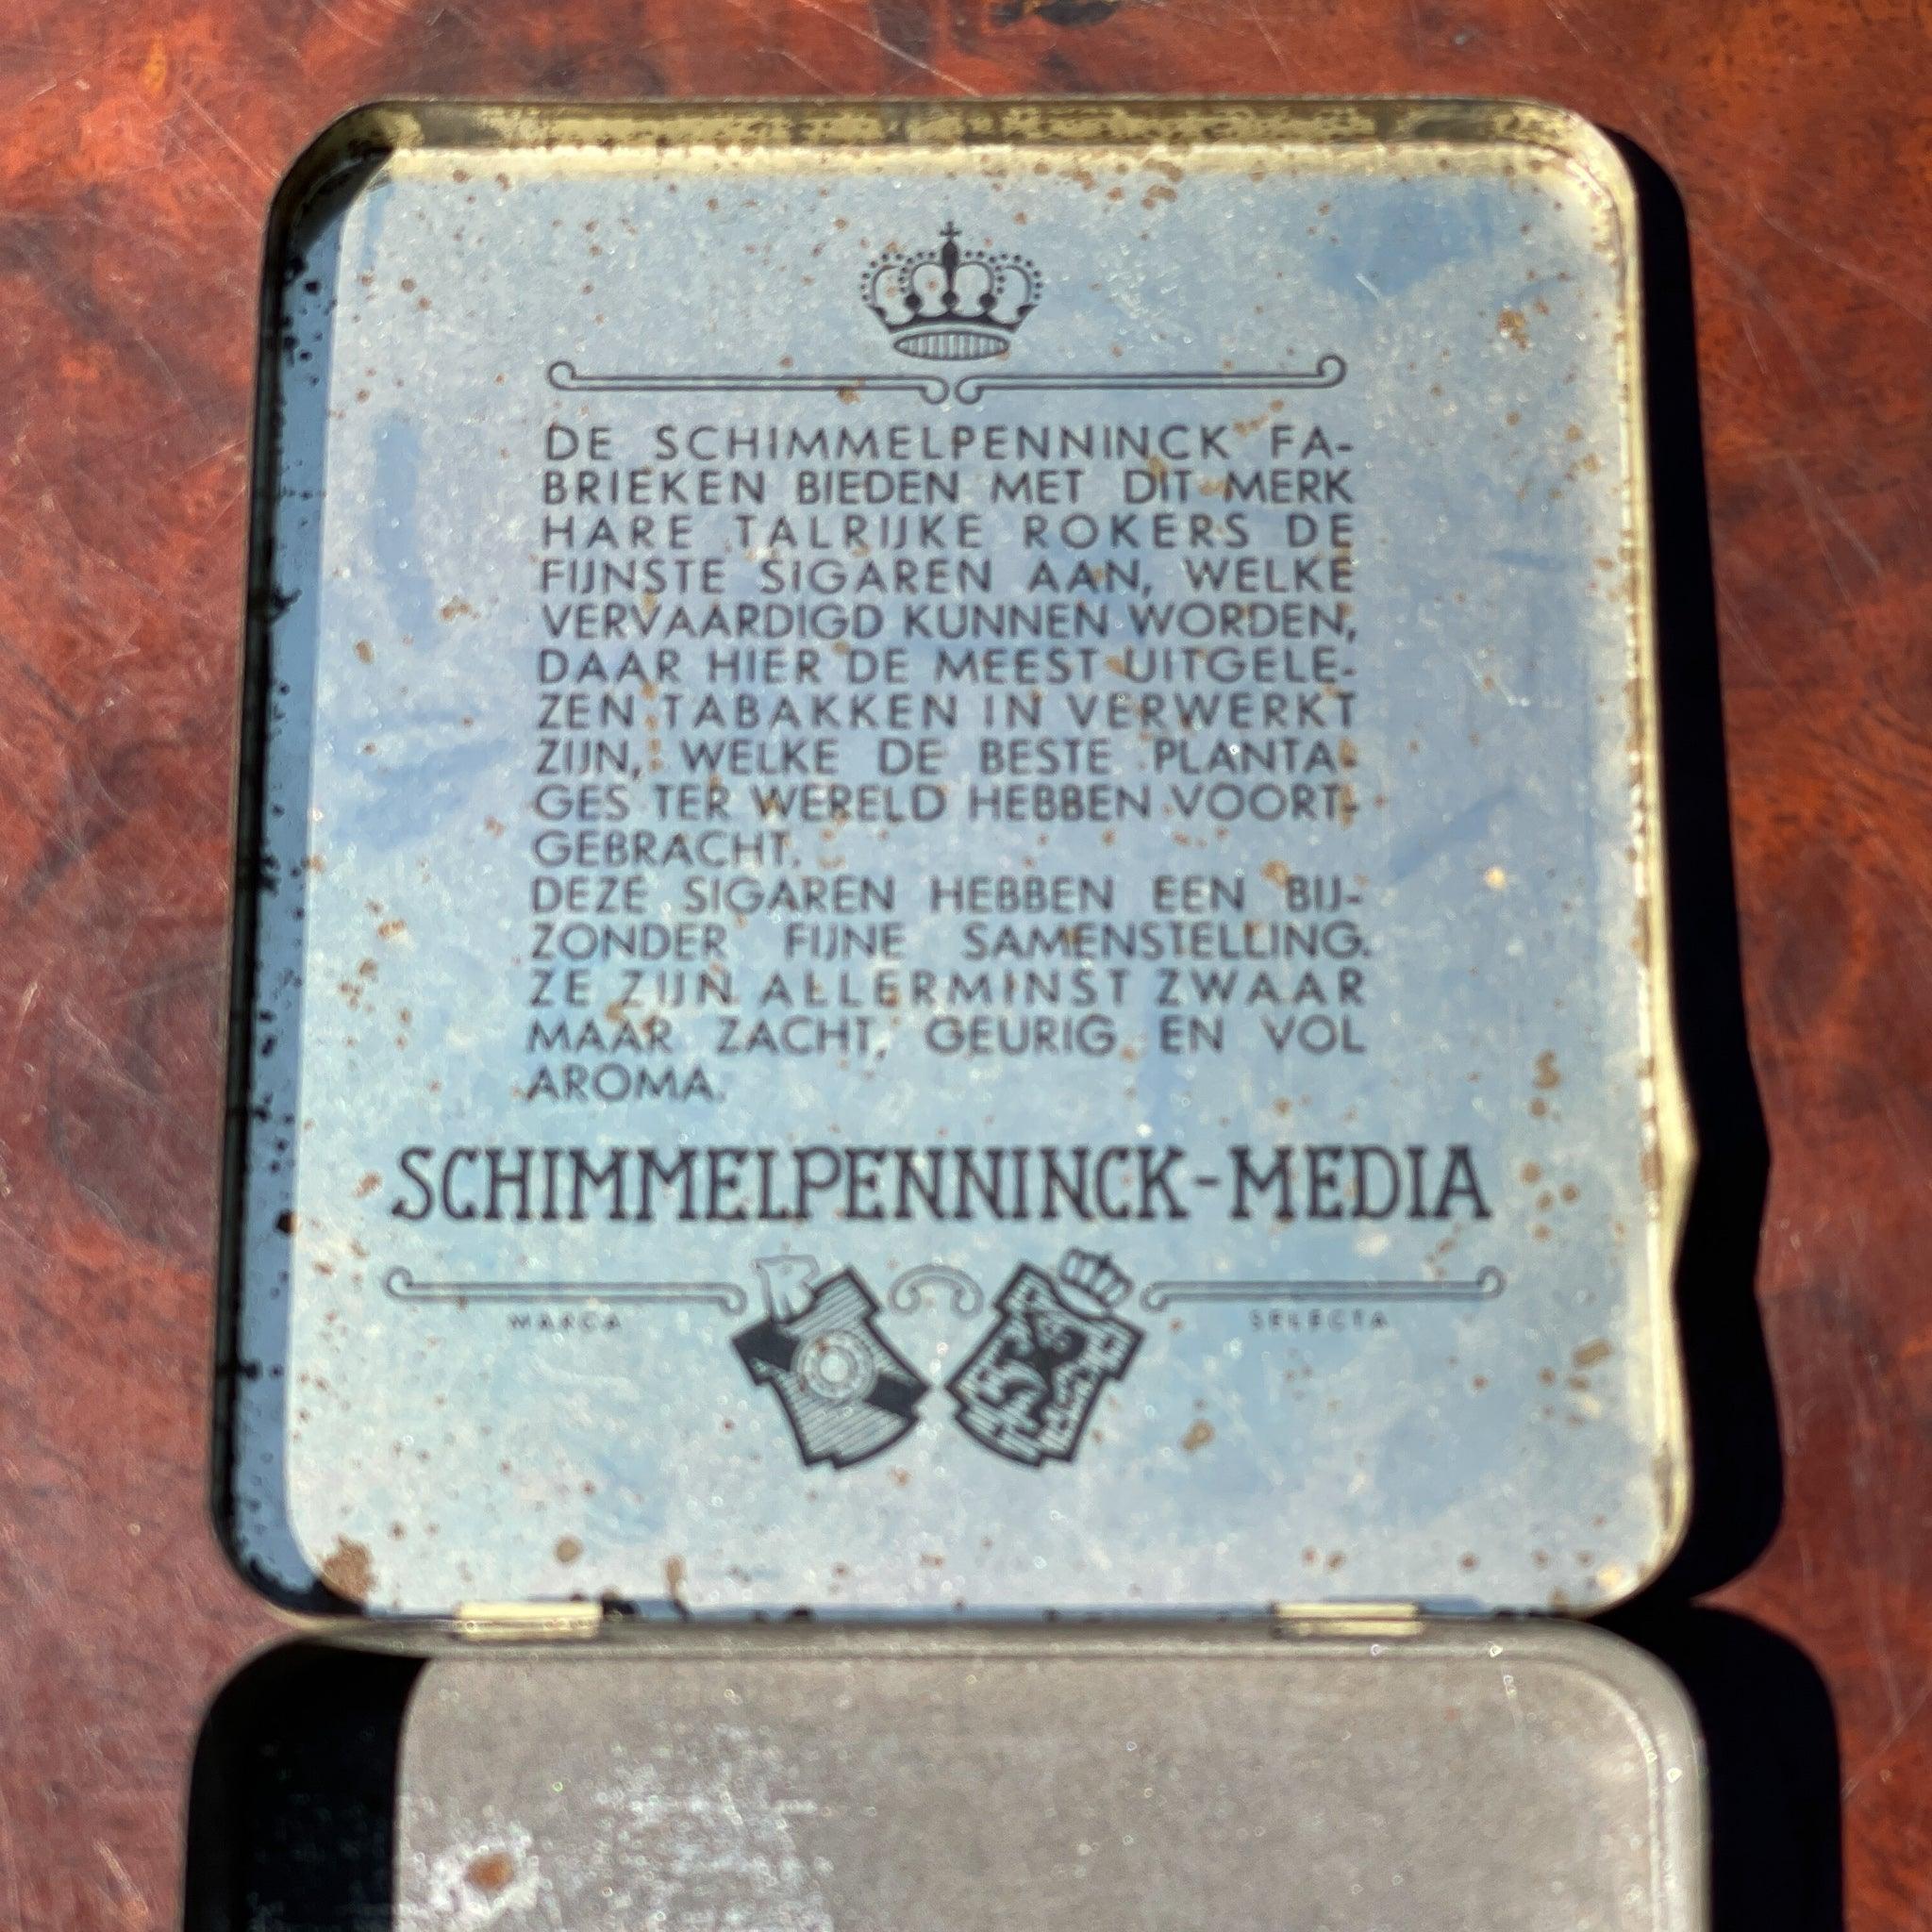 DE SCHIMMELPENNINCK FA-
BRIEKEN BIEDEN MET DIT MERK
HARE TALRIJKE ROKERS DE
FIJNSTE SIGAREN AAN, WELKE
VERVAARDIGD KUNNEN WORDEN,
DAAR HIER DE MEEST UITGELE-
ZEN TABAKKEN IN VERWERKT
ZIJN, WELKE DE BESTE PLANTA-
GES TER WERELD HEBBEN VOORT-
GEBRACHT.
DEZE SIGAREN HEBBEN EEN BIJ-
ZONDER FIJNE SAMENSTELLING.
ZE ZIJN ALLERMINST ZWAAR
MAAR ZACHT, GEURIG EN VOL
AROMA.
SCHIMMELPENNINCK-MEDIA
MARCA SELECTA